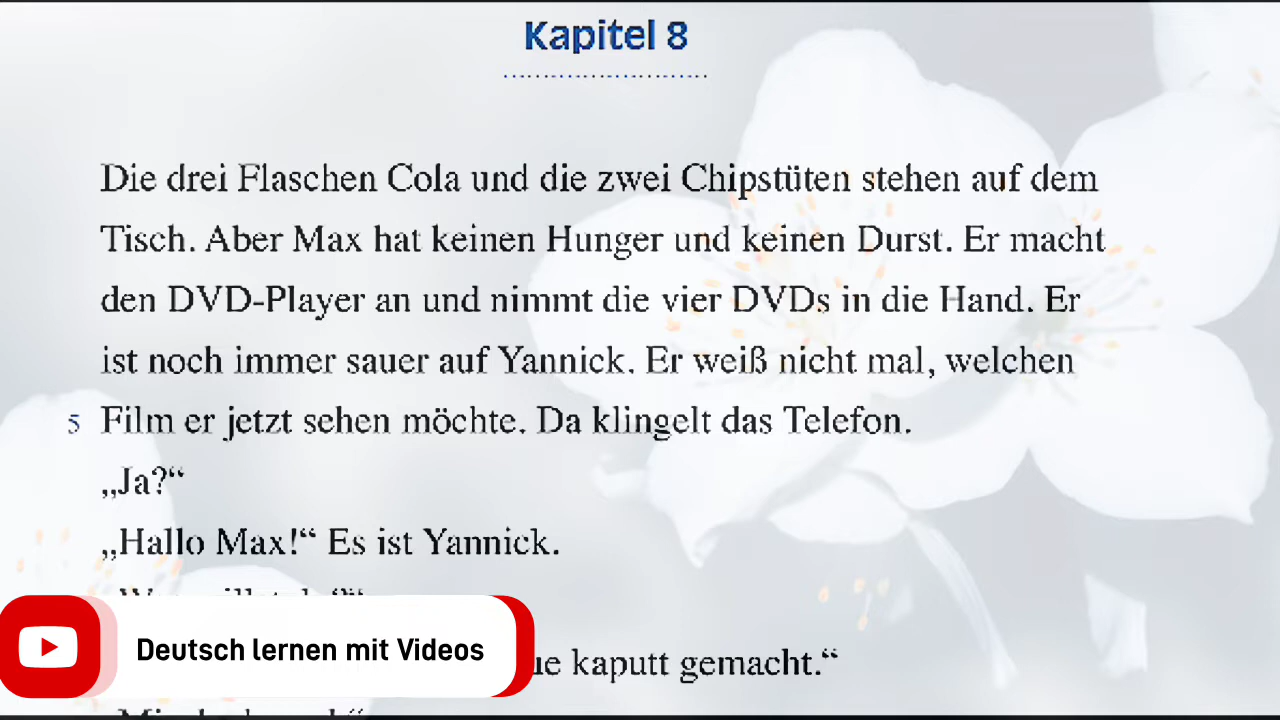 Kapitel 8
Die drei Flaschen Cola und die zwei Chipstüten stehen auf dem
Tisch. Aber Max hat keinen Hunger und keinen Durst. Er macht
den DVD-Player an und nimmt die vier DVDs in die Hand. Er
ist noch immer sauer auf Yannick. Er weiß nicht mal, welchen
5 Film er jetzt sehen möchte. Da klingelt das Telefon.
„Ja?“
„Hallo Max!“ Es ist Yannick.
kaputt gemacht.“
Deutsch lernen mit Videos